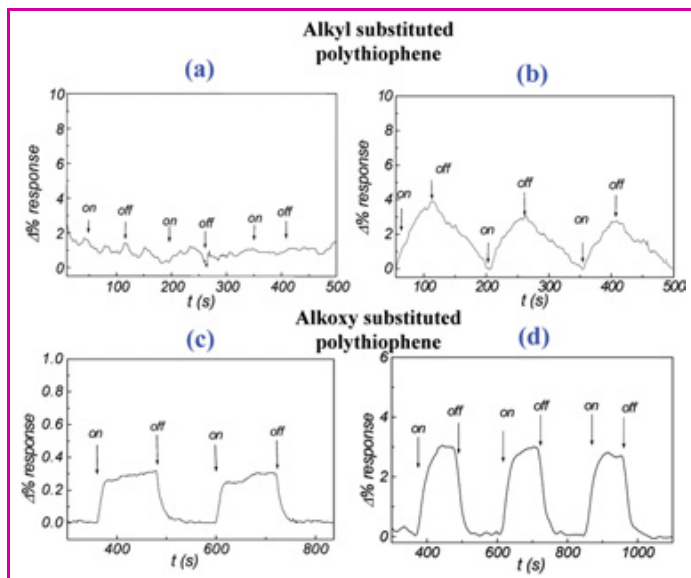 Alkyl substituted
polythiophene
(a)
(b)
10
8
6
4
2
0
Δ% response
on
off
on
off
on
off
100
200
300
400
500
t (s)
10
8
6
4
2
0
Δ% response
on
off
on
off
on
off
100
200
300
400
500
t (s)
Alkoxy substituted
polythiophene
(c)
(d)
1.0
0.8
0.6
0.4
0.2
0.0
Δ% response
on
off
on
off
400
600
800
t (s)
6
4
2
0
Δ% response
on
off
on
off
on
off
400
600
800
1000
t (s)